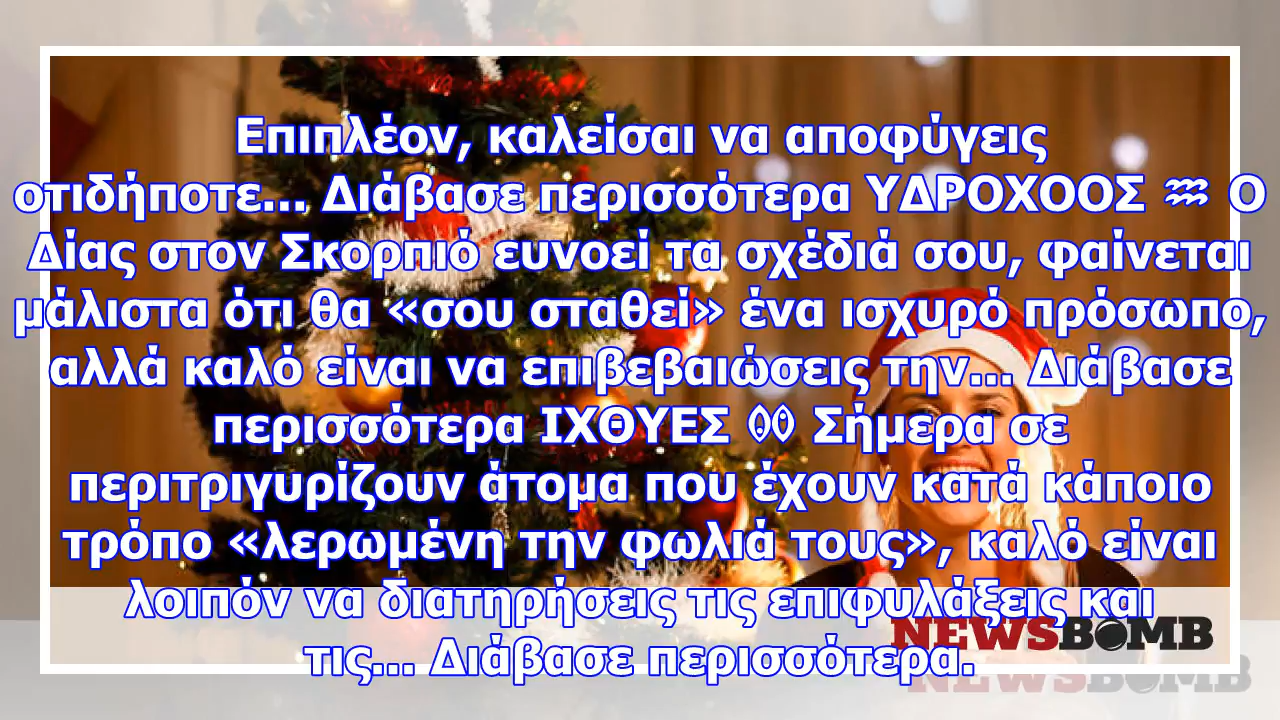 Επιπλέον, καλείσαι να αποφύγεις
οτιδήποτε... Διάβασε περισσότερα ΥΔΡΟΧΟΟΣ ♒ Ο
Δίας στον Σκορπιό ευνοεί τα σχέδιά σου, φαίνεται
μάλιστα ότι θα «σου σταθεί» ένα ισχυρό πρόσωπο,
αλλά καλό είναι να επιβεβαιώσεις την... Διάβασε
περισσότερα ΙΧΘΥΕΣ ◊◊ Σήμερα σε
περιτριγυρίζουν άτομα που έχουν κατά κάποιο
τρόπο «λερωμένη την φωλιά τους», καλό είναι
λοιπόν να διατηρήσεις τις επιφυλάξεις και
τις... Διάβασε περισσότερα.
NEWSBOMB
NEWSBOMB